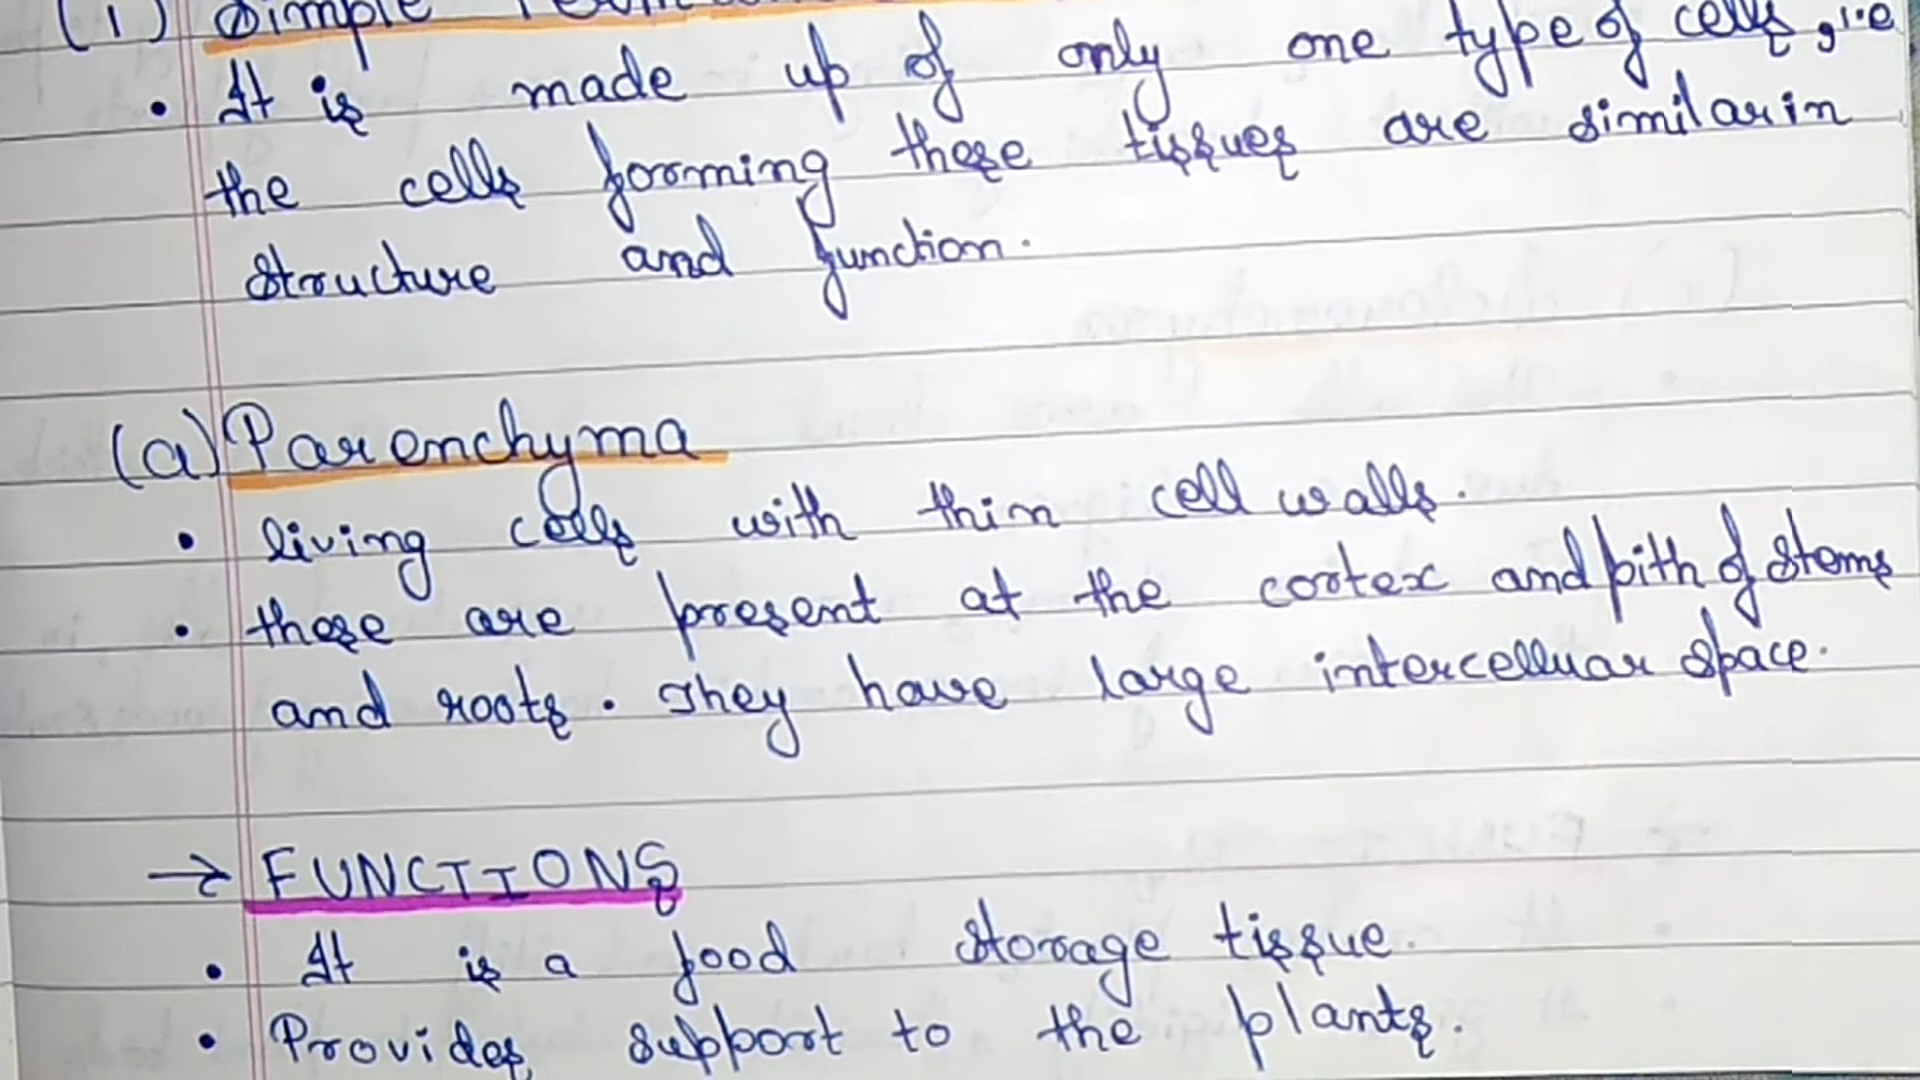 (1) Simple
• It is made up of only one type of cells, i.e
the cells forming these tissues are similar in
structure and function.
(a) Parenchyma
• living cells with thin cell walls.
• these are present at the cortex and pith of stems
and roots. They have large intercelluar space.
→ FUNCTIONS
• It is a food storage tissue.
• Provides support to the plants.